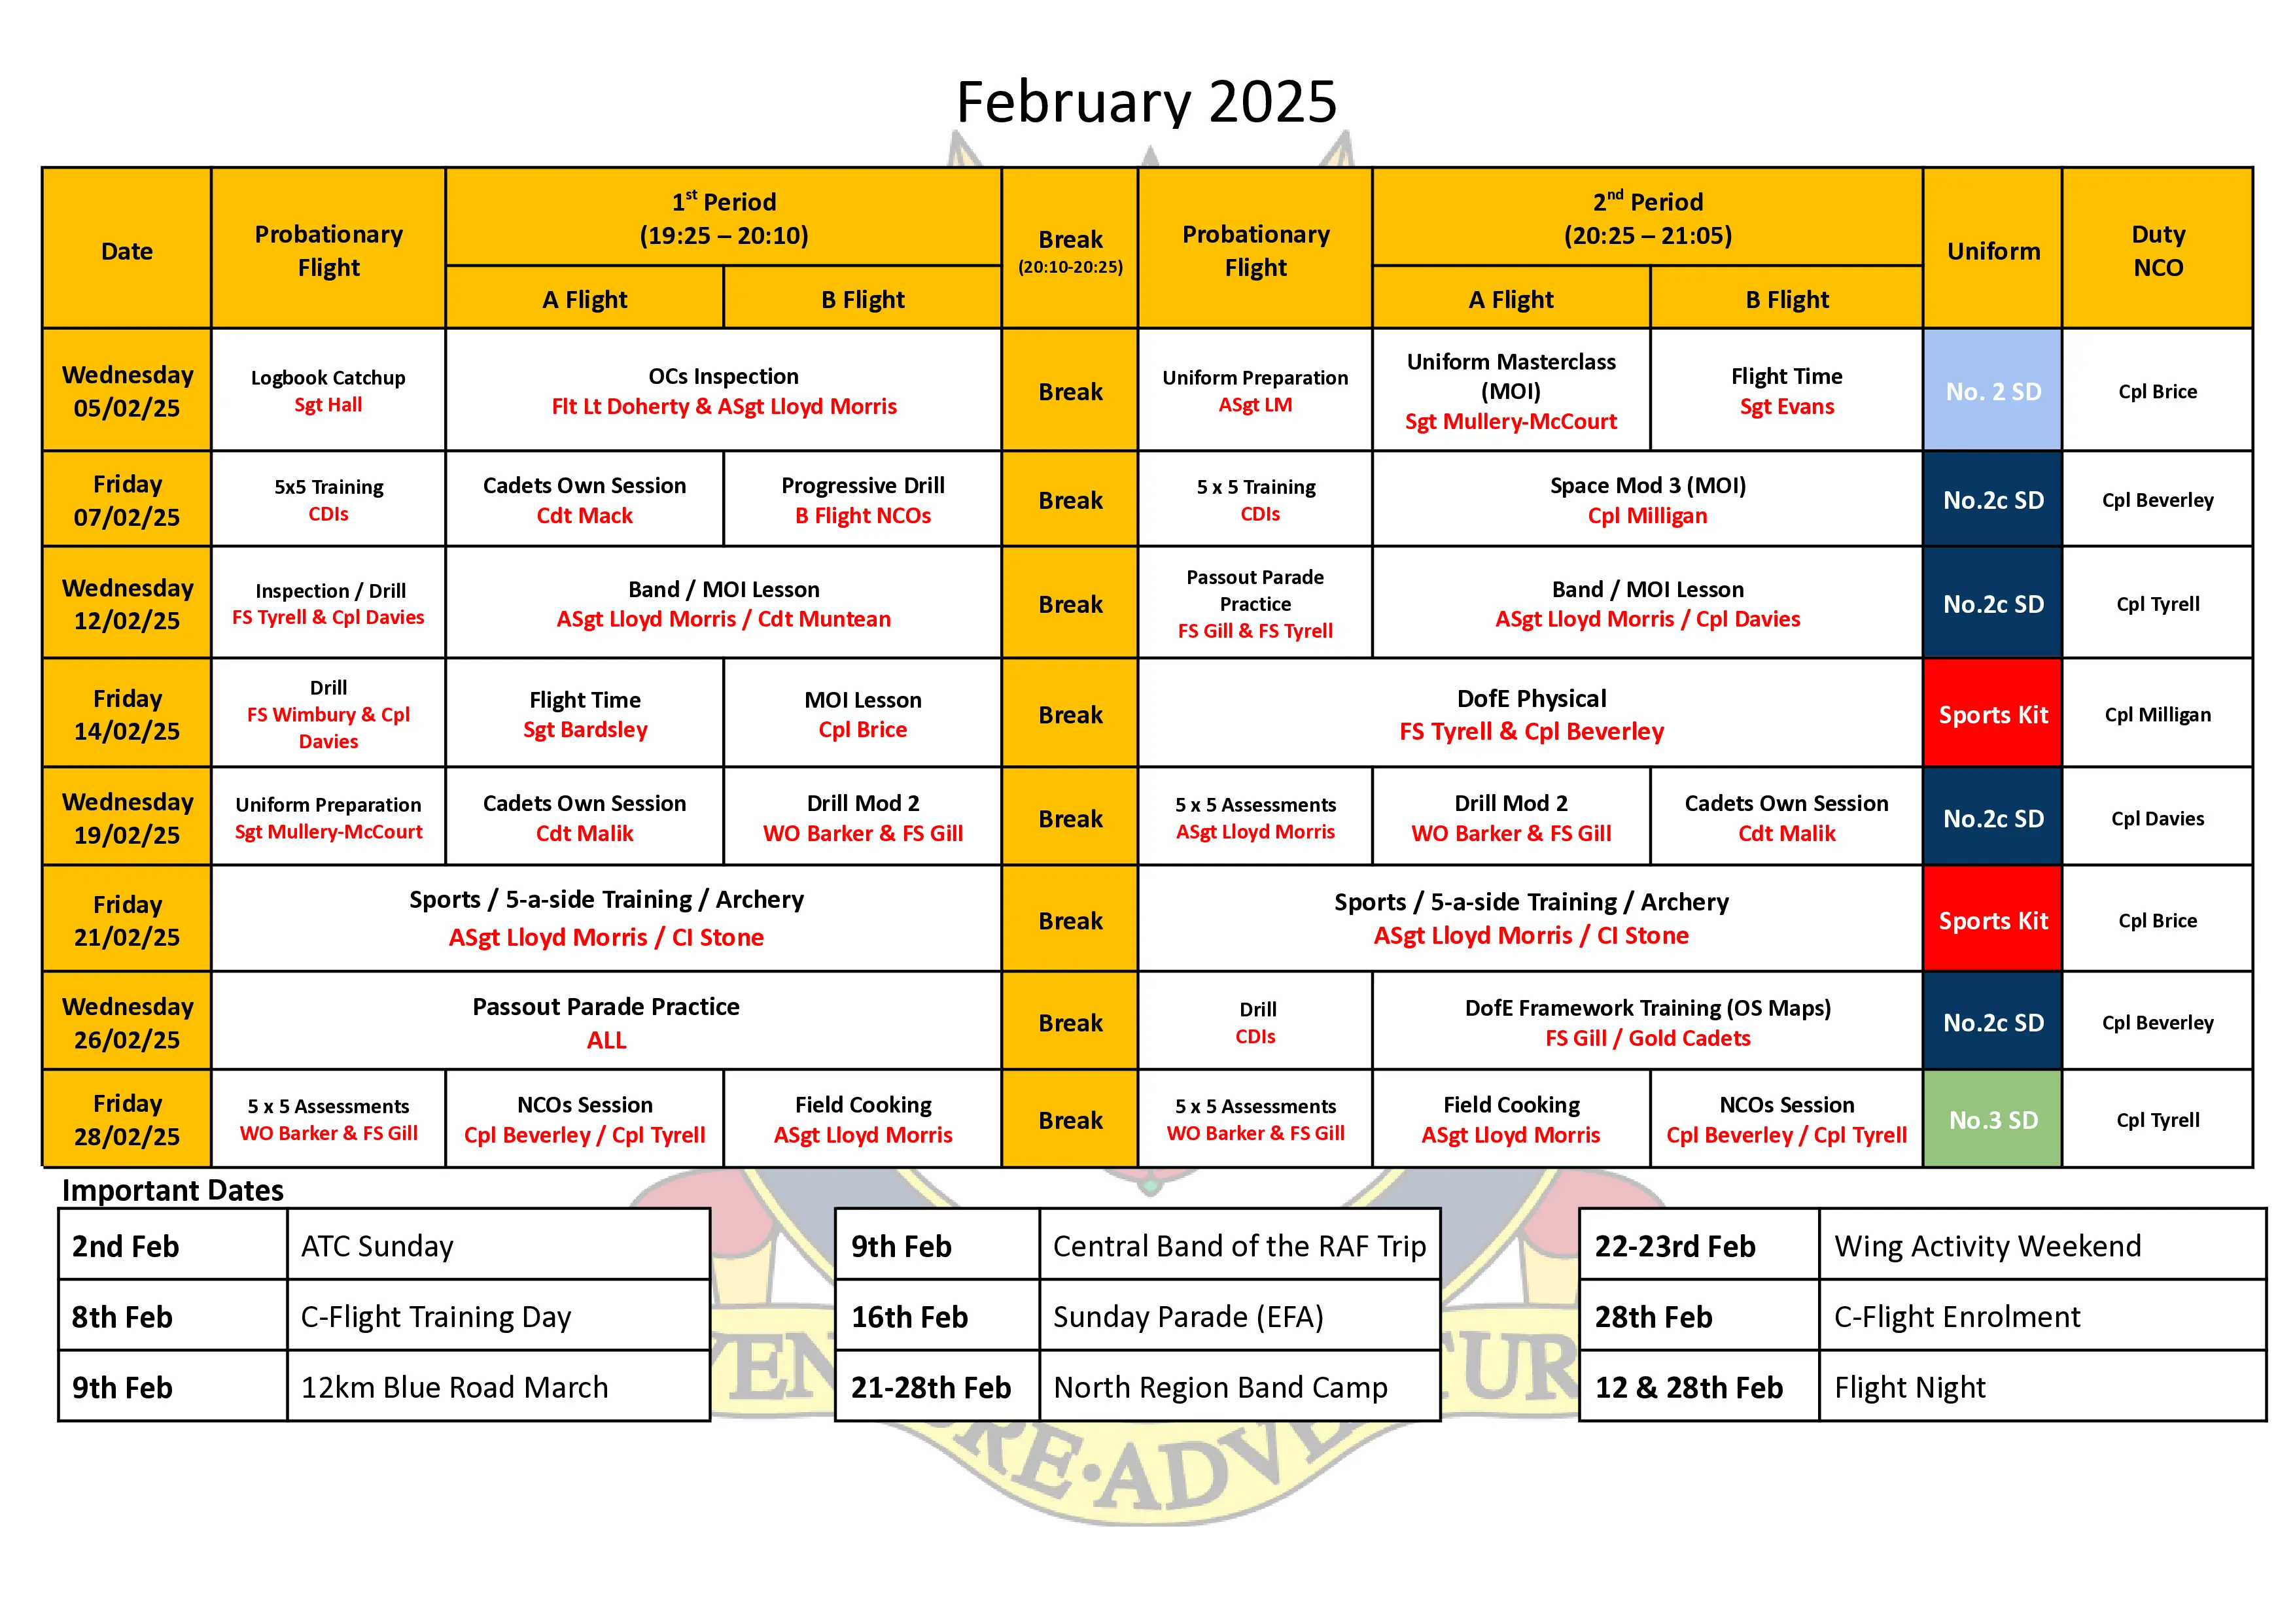 February 2025
Date
Probationary
Flight
1st Period
(19:25 – 20:10)
A Flight
B Flight
Break
(20:10-20:25)
Probationary
Flight
2nd Period
(20:25 – 21:05)
A Flight
B Flight
Uniform
Duty
NCO
Wednesday
05/02/25
Logbook Catchup
Sgt Hall
OCs Inspection
Flt Lt Doherty & ASgt Lloyd Morris
Break
Uniform Preparation
ASgt LM
Uniform Masterclass
(MOI)
Sgt Mullery-McCourt
Flight Time
Sgt Evans
No. 2 SD
Cpl Brice
Friday
07/02/25
5x5 Training
CDIs
Cadets Own Session
Cdt Mack
Progressive Drill
B Flight NCOs
Break
5 x 5 Training
CDIs
Space Mod 3 (MOI)
Cpl Milligan
No.2c SD
Cpl Beverley
Wednesday
12/02/25
Inspection / Drill
FS Tyrell & Cpl Davies
Band / MOI Lesson
ASgt Lloyd Morris / Cdt Muntean
Break
Passout Parade
Practice
FS Gill & FS Tyrell
Band / MOI Lesson
ASgt Lloyd Morris / Cpl Davies
No.2c SD
Cpl Tyrell
Friday
14/02/25
Drill
FS Wimbury & Cpl
Davies
Flight Time
Sgt Bardsley
MOI Lesson
Cpl Brice
Break
DofE Physical
FS Tyrell & Cpl Beverley
Sports Kit
Cpl Milligan
Wednesday
19/02/25
Uniform Preparation
Sgt Mullery-McCourt
Cadets Own Session
Cdt Malik
Drill Mod 2
WO Barker & FS Gill
Break
5 x 5 Assessments
ASgt Lloyd Morris
Drill Mod 2
WO Barker & FS Gill
Cadets Own Session
Cdt Malik
No.2c SD
Cpl Davies
Friday
21/02/25
Sports / 5-a-side Training / Archery
ASgt Lloyd Morris / CI Stone
Break
Sports / 5-a-side Training / Archery
ASgt Lloyd Morris / CI Stone
Sports Kit
Cpl Brice
Wednesday
26/02/25
Passout Parade Practice
ALL
Break
Drill
CDIs
DofE Framework Training (OS Maps)
FS Gill / Gold Cadets
No.2c SD
Cpl Beverley
Friday
28/02/25
5 x 5 Assessments
WO Barker & FS Gill
NCOs Session
Cpl Beverley / Cpl Tyrell
Field Cooking
ASgt Lloyd Morris
Break
5 x 5 Assessments
WO Barker & FS Gill
Field Cooking
ASgt Lloyd Morris
NCOs Session
Cpl Beverley / Cpl Tyrell
No.3 SD
Cpl Tyrell
Important Dates
2nd Feb
ATC Sunday
8th Feb
C-Flight Training Day
9th Feb
12km Blue Road March
9th Feb
Central Band of the RAF Trip
16th Feb
Sunday Parade (EFA)
21-28th Feb
North Region Band Camp
22-23rd Feb
Wing Activity Weekend
28th Feb
C-Flight Enrolment
12 & 28th Feb
Flight Night